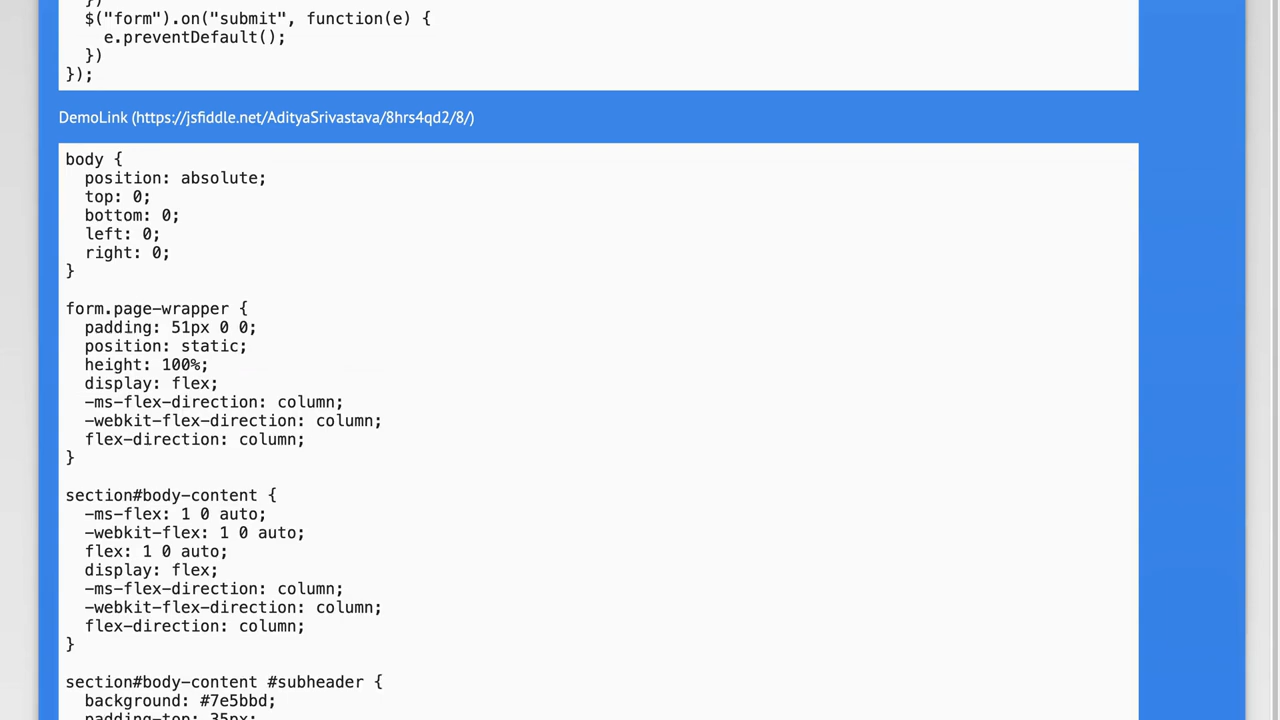 })
$("form").on("submit", function(e) {
e.preventDefault();
})
});
DemoLink (https://jsfiddle.net/AdityaSrivastava/8hrs4qd2/8/)
body {
position: absolute;
top: 0;
bottom: 0;
left: 0;
right: 0;
}
form.page-wrapper {
padding: 51px 0 0;
position: static;
height: 100%;
display: flex;
-ms-flex-direction: column;
-webkit-flex-direction: column;
flex-direction: column;
}
section#body-content {
-ms-flex: 1 0 auto;
-webkit-flex: 1 0 auto;
flex: 1 0 auto;
display: flex;
-ms-flex-direction: column;
-webkit-flex-direction: column;
flex-direction: column;
}
section#body-content #subheader {
background: #7e5bbd;
padding-top: 35px;